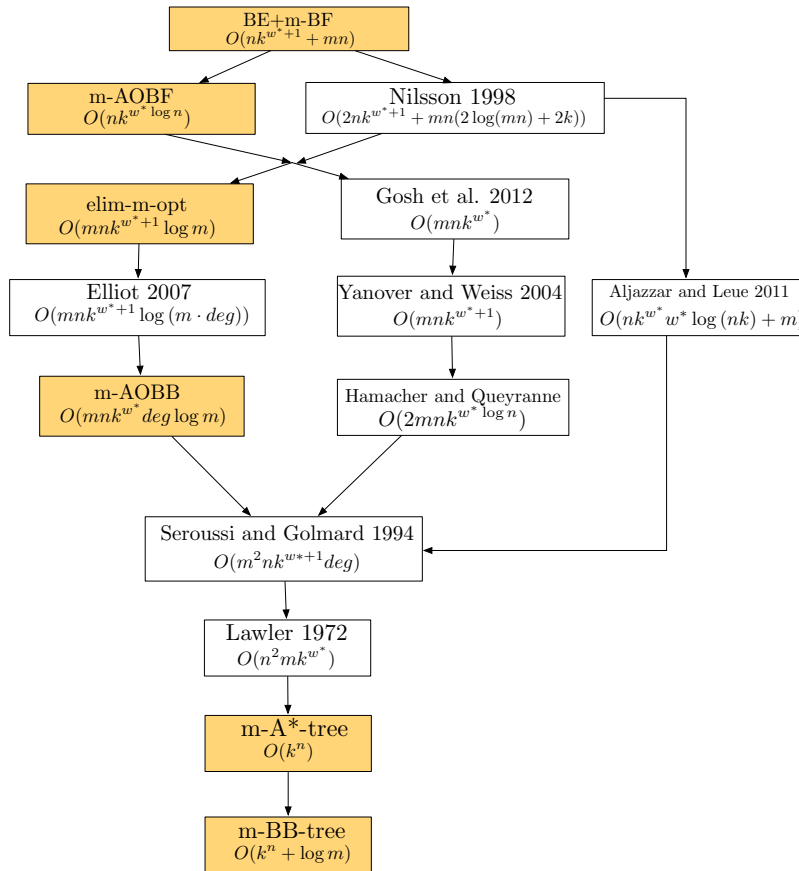 BE+m-BF
O(nk^{w*+1} + mn)
m-AOBF
O(nk^{w* log n})
Nilsson 1998
O(2nk^{w*+1} + mn(2 log(mn) + 2k))
elim-m-opt
O(mnk^{w*+1} log m)
Gosh et al. 2012
O(mnk^{w*})
Elliot 2007
O(mnk^{w*+1} log (m · deg))
Yanover and Weiss 2004
O(mnk^{w*+1})
Aljazzar and Leue 2011
O(nk^{w*} w* log (nk) + m)
m-AOBB
O(mnk^{w*} deg log m)
Hamacher and Queyranne
O(2mnk^{w* log n})
Seroussi and Golmard 1994
O(m^2nk^{w*+1}deg)
Lawler 1972
O(n^2mk^{w*})
m-A*-tree
O(k^n)
m-BB-tree
O(k^n + log m)